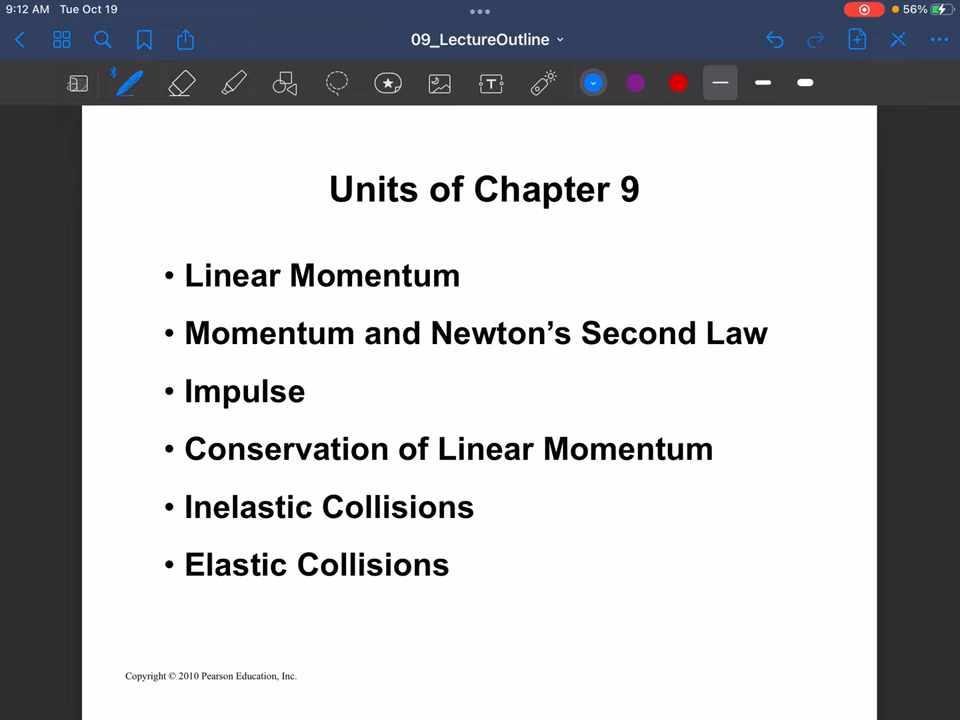 9:12 AM Tue Oct 19
56%
09_LectureOutline
T
Units of Chapter 9
• Linear Momentum
• Momentum and Newton’s Second Law
• Impulse
• Conservation of Linear Momentum
• Inelastic Collisions
• Elastic Collisions
Copyright © 2010 Pearson Education, Inc.